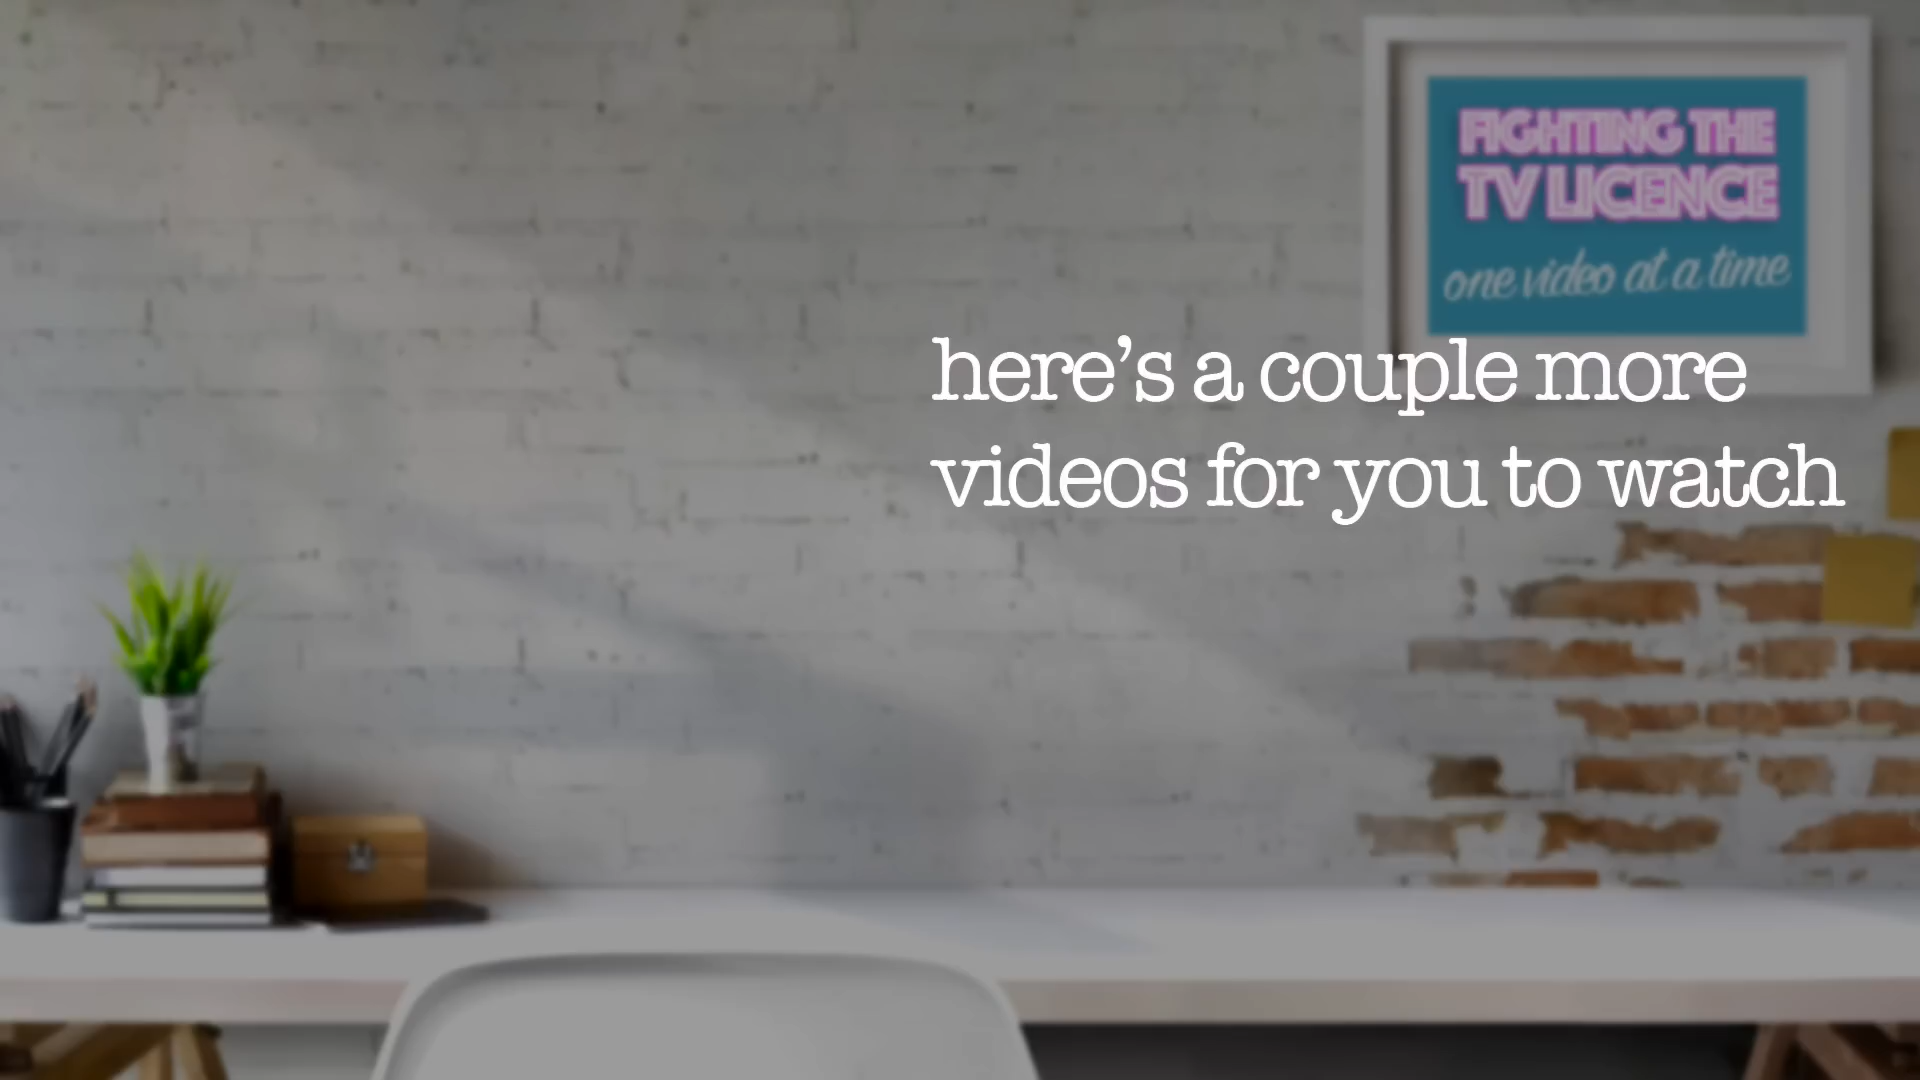 FIGHTING THE
TV LICENCE
one video at a time
here's a couple more
videos for you to watch